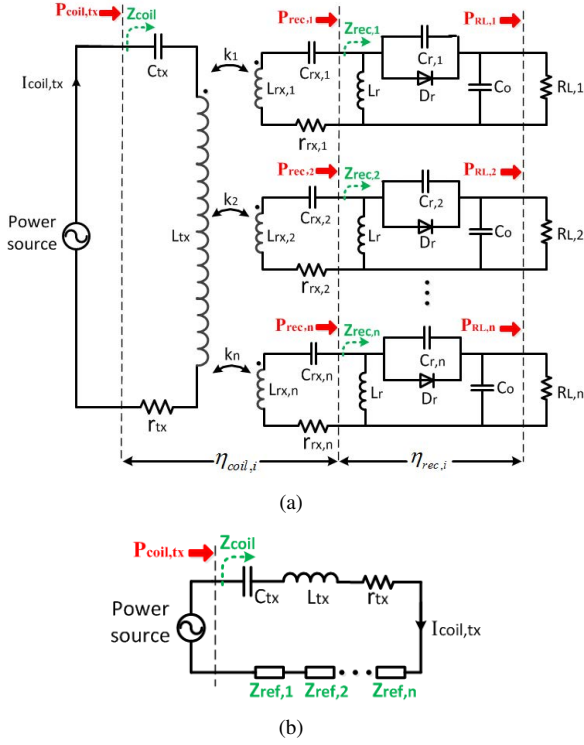 Pcoil,tx Zcoil Ctx
Icoil,tx
Power source
Ltx
rtx
k1
Prec,1 Zrec,1 PRL,1
Lrx,1 Crx,1 Lr Cr,1 Dr Co RL,1
rrx,1
k2
Prec,2 Zrec,2 PRL,2
Lrx,2 Crx,2 Lr Cr,2 Dr Co RL,2
rrx,2
kn
Prec,n Zrec,n PRL,n
Lrx,n Crx,n Lr Cr,n Dr Co RL,n
rrx,n
ηcoil,i ηrec,i
(a)
Pcoil,tx Zcoil
Ctx Ltx rtx
Power source
Icoil,tx
Zref,1 Zref,2 Zref,n
(b)